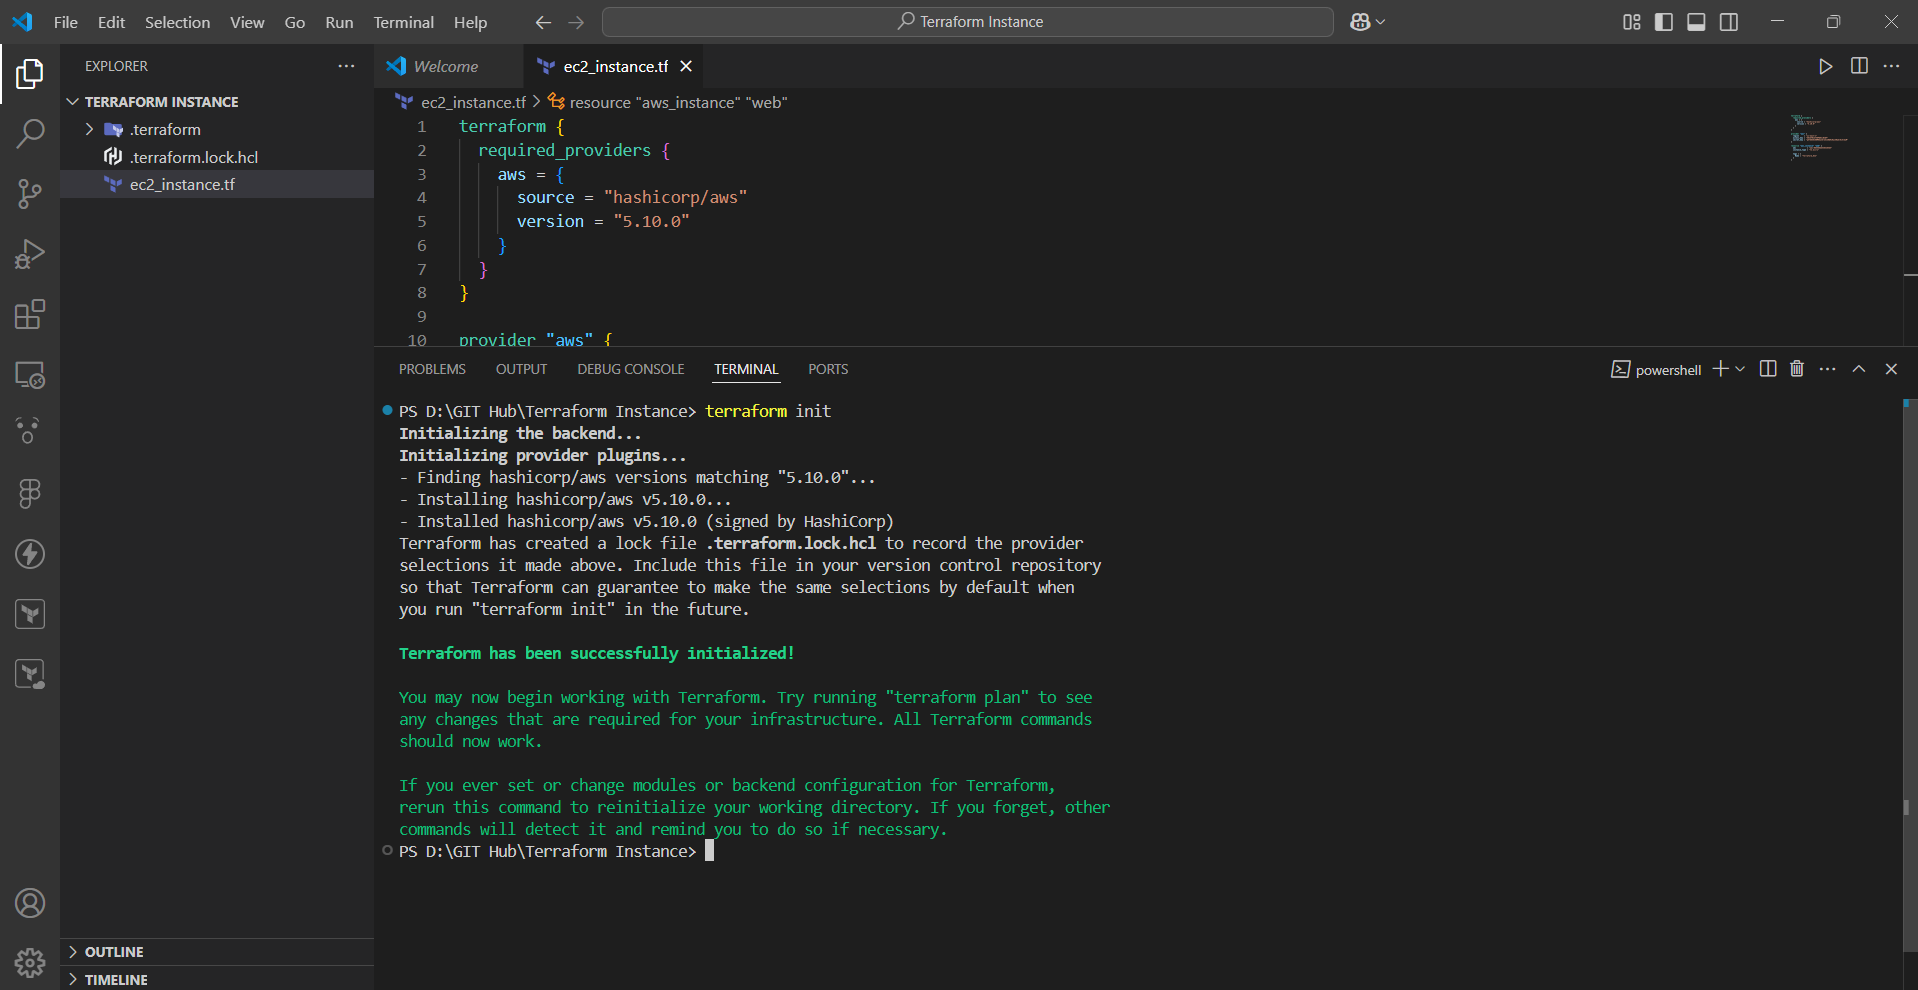 File Edit Selection View Go Run Terminal Help
Terraform Instance
EXPLORER
TERRAFORM INSTANCE
.terraform
.terraform.lock.hcl
ec2_instance.tf
OUTLINE
TIMELINE
Welcome
ec2_instance.tf
ec2_instance.tf > resource "aws_instance" "web"
1 terraform {
2 required_providers {
3 aws = {
4 source = "hashicorp/aws"
5 version = "5.10.0"
6 }
7 }
8 }
9
10 provider "aws" {
PROBLEMS OUTPUT DEBUG CONSOLE TERMINAL PORTS
powershell
PS D:\GIT Hub\Terraform Instance> terraform init
Initializing the backend...
Initializing provider plugins...
- Finding hashicorp/aws versions matching "5.10.0"...
- Installing hashicorp/aws v5.10.0...
- Installed hashicorp/aws v5.10.0 (signed by HashiCorp)
Terraform has created a lock file .terraform.lock.hcl to record the provider
selections it made above. Include this file in your version control repository
so that Terraform can guarantee to make the same selections by default when
you run "terraform init" in the future.
Terraform has been successfully initialized!
You may now begin working with Terraform. Try running "terraform plan" to see
any changes that are required for your infrastructure. All Terraform commands
should now work.
If you ever set or change modules or backend configuration for Terraform,
rerun this command to reinitialize your working directory. If you forget, other
commands will detect it and remind you to do so if necessary.
PS D:\GIT Hub\Terraform Instance>